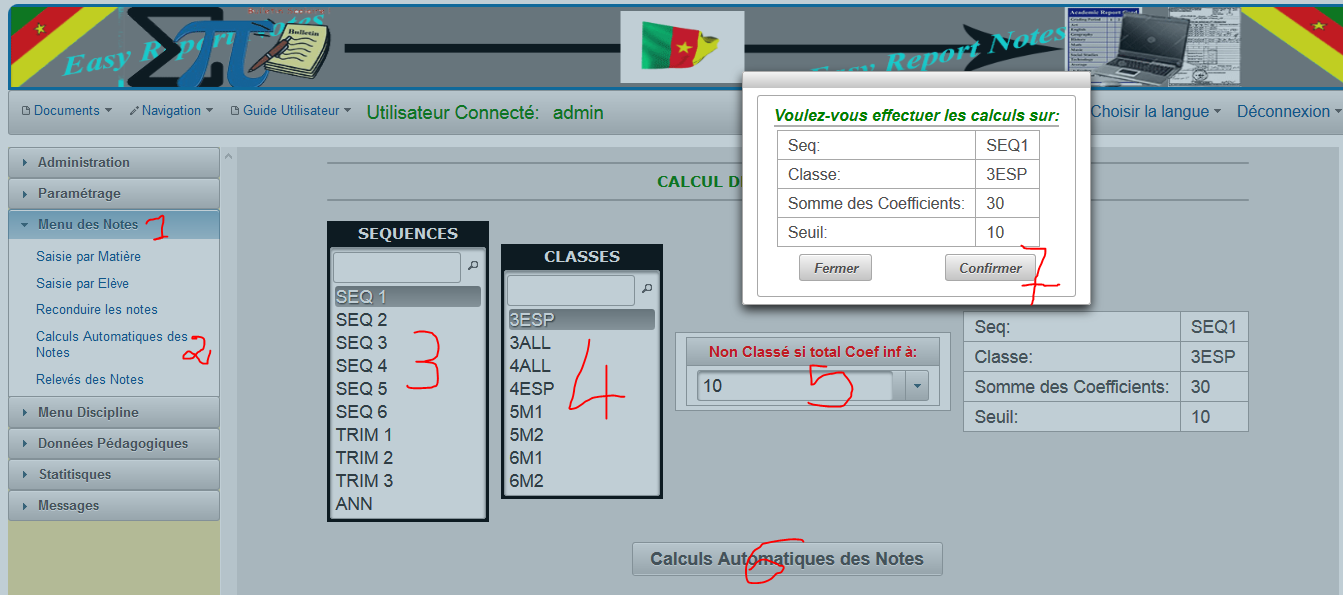 Easy Report Notes
Bulletin
Easy Report Notes
Academic Report Card
Documents
Navigation
Guide Utilisateur
Utilisateur Connecté: admin
Choisir la langue
Déconnexion
Administration
Paramétrage
Menu des Notes 1
Saisie par Matière
Saisie par Elève
Reconduire les notes
Calculs Automatiques des
Notes 2
Relevés des Notes
Menu Discipline
Données Pédagogiques
Statitisques
Messages
CALCUL D
SEQUENCES
SEQ 1
SEQ 2
SEQ 3
SEQ 4
SEQ 5
SEQ 6
TRIM 1
TRIM 2
TRIM 3
ANN
3
CLASSES
3ESP
3ALL
4ALL
4ESP
5M1
5M2
6M1
6M2
4
Non Classé si total Coef inf à:
10
5
Voulez-vous effectuer les calculs sur:
Seq: SEQ1
Classe: 3ESP
Somme des Coefficients: 30
Seuil: 10
Fermer
Confirmer 7
Seq: SEQ1
Classe: 3ESP
Somme des Coefficients: 30
Seuil: 10
Calculs Automatiques des Notes
6